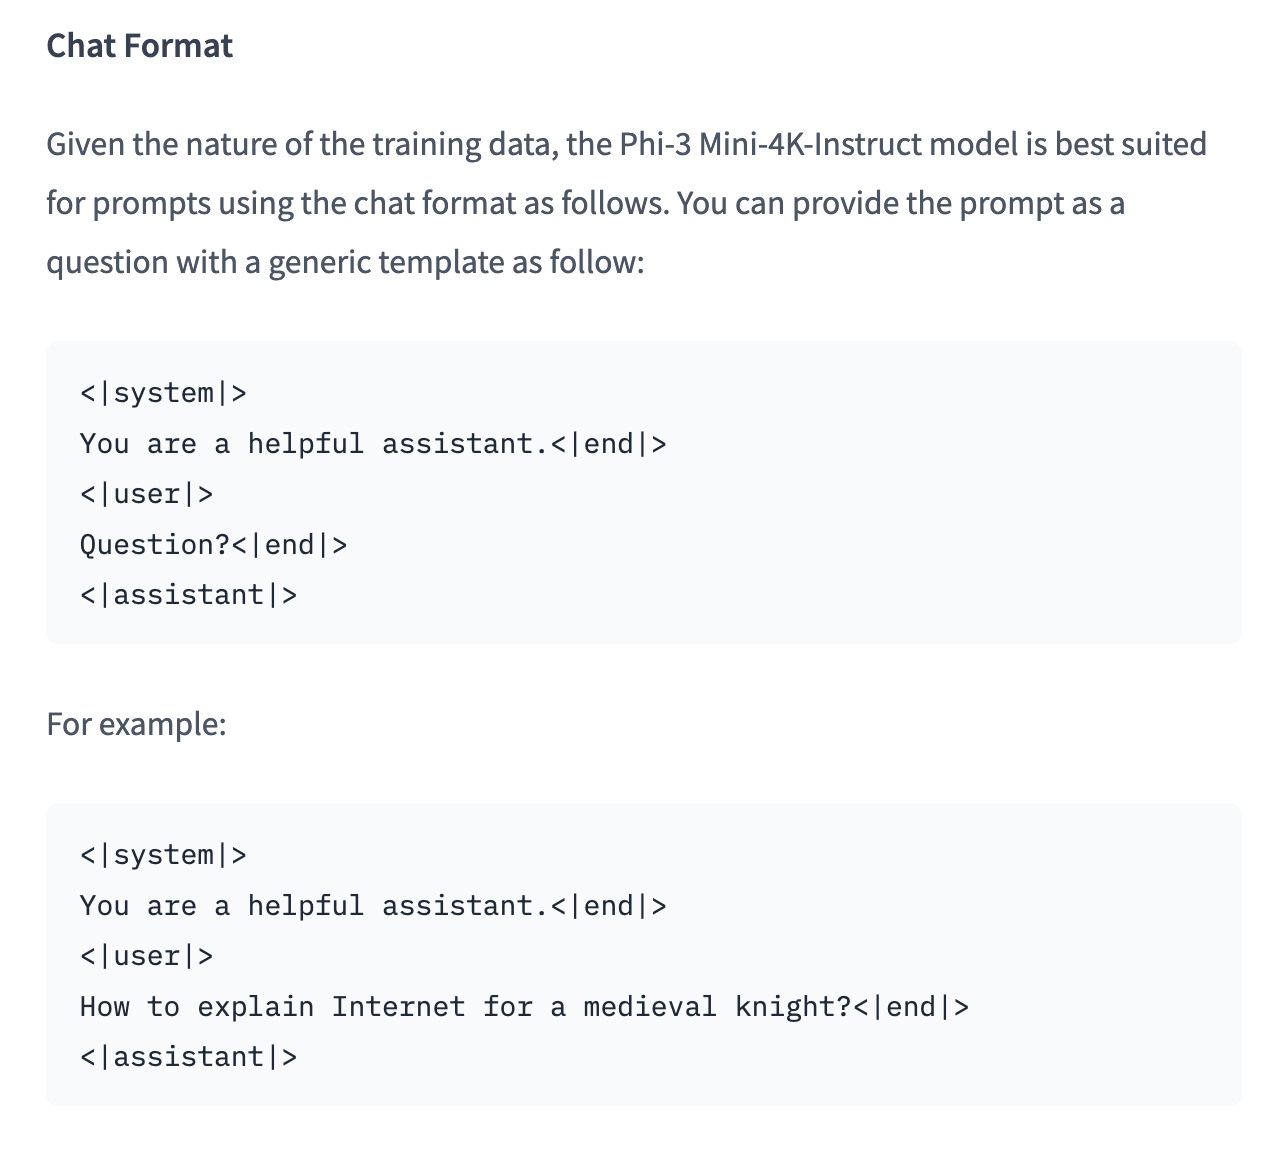 Chat Format
Given the nature of the training data, the Phi-3 Mini-4K-Instruct model is best suited
for prompts using the chat format as follows. You can provide the prompt as a
question with a generic template as follow:
<|system|>
You are a helpful assistant.<|end|>
<|user|>
Question?<|end|>
<|assistant|>
For example:
<|system|>
You are a helpful assistant.<|end|>
<|user|>
How to explain Internet for a medieval knight?<|end|>
<|assistant|>